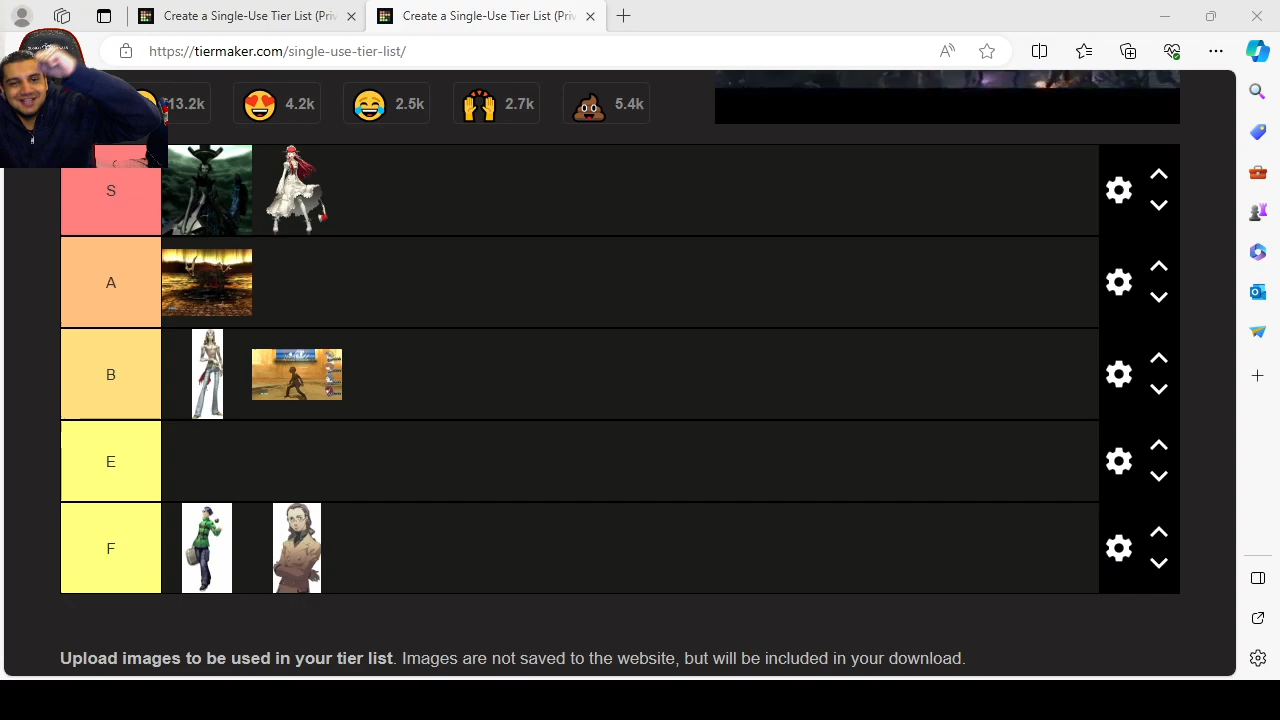 Create a Single-Use Tier List (Priv
Create a Single-Use Tier List (Priv
https://tiermaker.com/single-use-tier-list/
13.2k
4.2k
2.5k
2.7k
5.4k
S
A
B
E
F
Upload images to be used in your tier list. Images are not saved to the website, but will be included in your download.